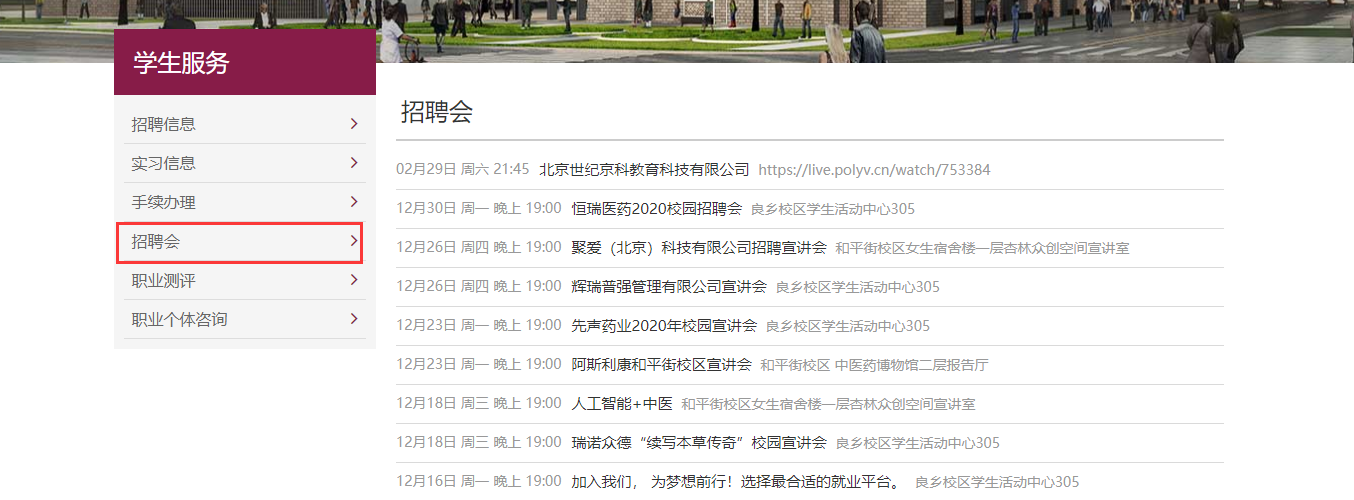 学生服务
招聘信息
实习信息
手续办理
招聘会
职业测评
职业个体咨询
招聘会
02月29日 周六 21:45 北京世纪京科教育科技有限公司 https://live.polyv.cn/watch/753384
12月30日 周一 晚上 19:00 恒瑞医药2020校园招聘会 良乡校区学生活动中心305
12月26日 周四 晚上 19:00 聚爱（北京）科技有限公司招聘宣讲会 和平街校区女生宿舍楼一层杏林众创空间宣讲室
12月26日 周四 晚上 19:00 辉瑞普强管理有限公司宣讲会 良乡校区学生活动中心305
12月23日 周一 晚上 19:00 先声药业2020年校园宣讲会 良乡校区学生活动中心305
12月23日 周一 晚上 19:00 阿斯利康和平街校区宣讲会 和平街校区 中医药博物馆二层报告厅
12月18日 周三 晚上 19:00 人工智能+中医 和平街校区女生宿舍楼一层杏林众创空间宣讲室
12月18日 周三 晚上 19:00 瑞诺众德“续写本草传奇”校园宣讲会 良乡校区学生活动中心305
12月16日 周一 晚上 19:00 加入我们， 为梦想前行！选择最合适的就业平台。 良乡校区学生活动中心305